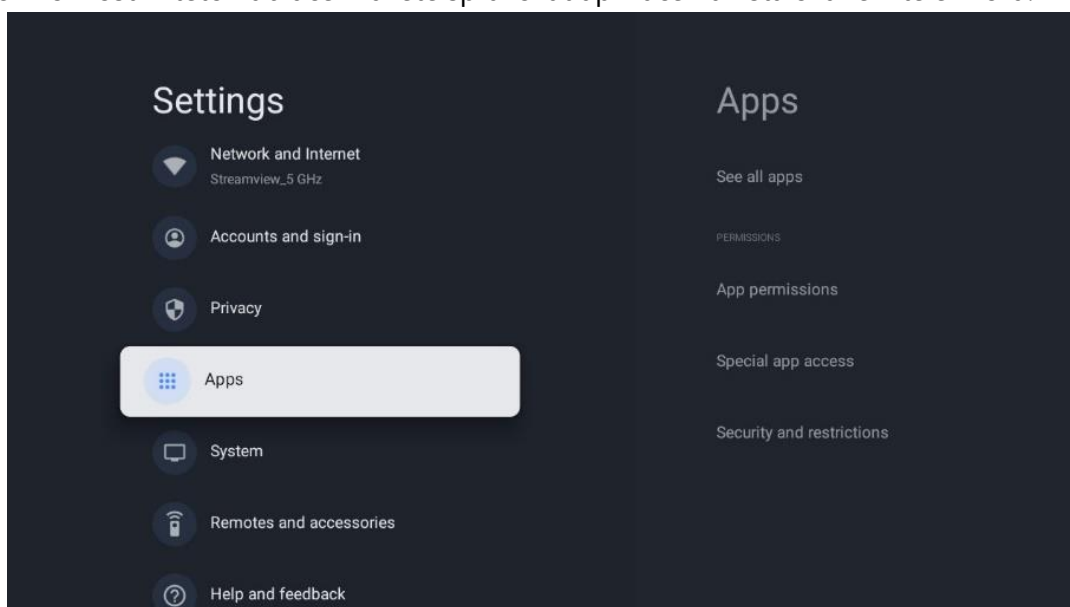 Settings
Network and Internet
Streamview_5 GHz
Accounts and sign-in
Privacy
Apps
System
Remotes and accessories
Help and feedback
Apps
See all apps
PERMISSIONS
App permissions
Special app access
Security and restrictions